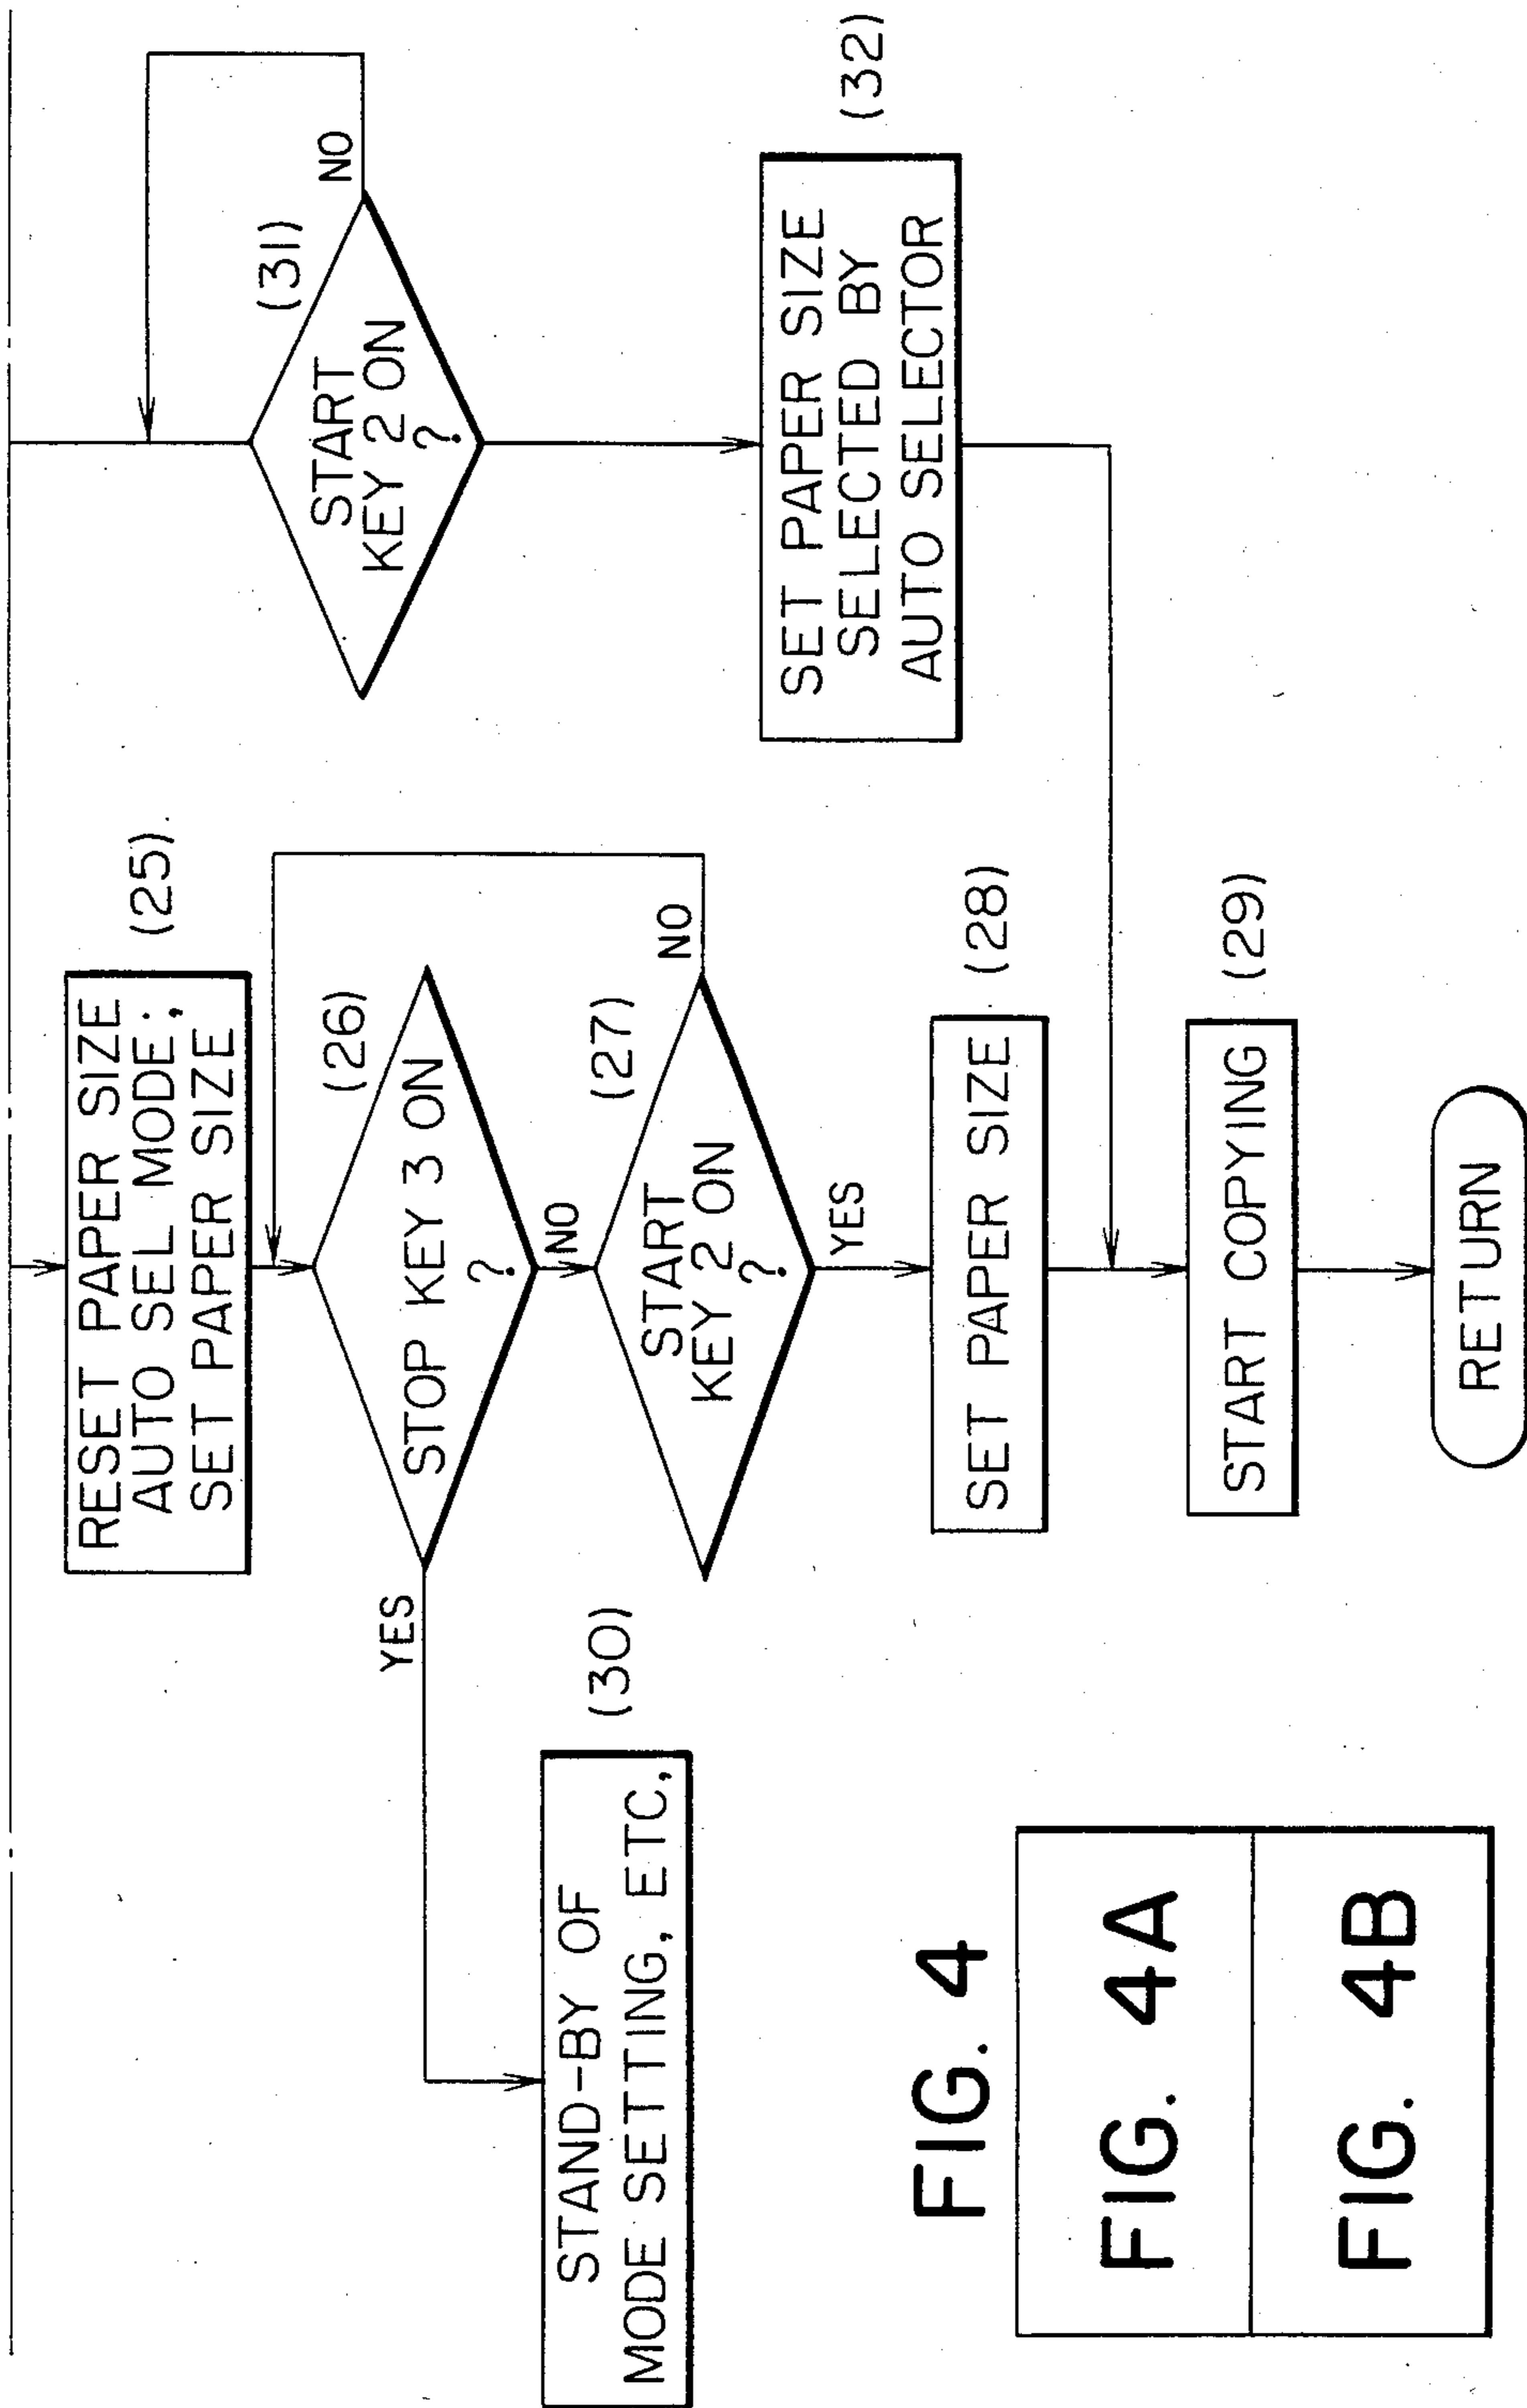 RESET PAPER SIZE
AUTO SEL MODE;
SET PAPER SIZE
(25)
STOP KEY 3 ON
?
(26)
YES
NO
START
KEY 2 ON
?
(27)
NO
YES
SET PAPER SIZE
(28)
START COPYING
(29)
RETURN
STAND-BY OF
MODE SETTING, ETC,
(30)
START
KEY 2 ON
?
(31)
NO
SET PAPER SIZE
SELECTED BY
AUTO SELECTOR
(32)
FIG. 4
FIG. 4A
FIG. 4B